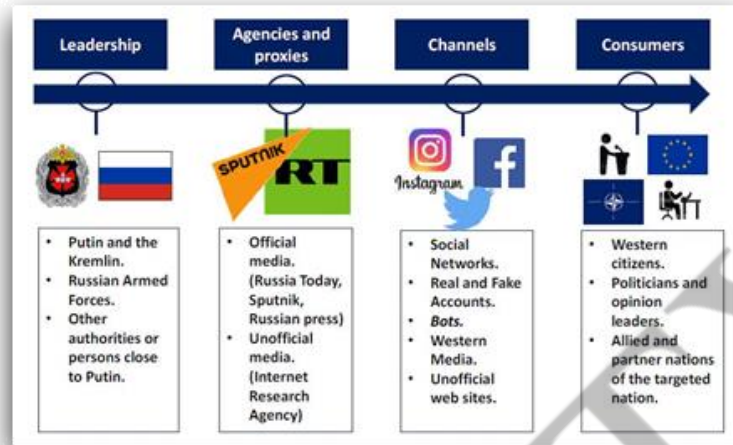 Leadership
Agencies and
proxies
Channels
Consumers
SPUTNIK
RT
Instagram
• Putin and the
Kremlin.
• Russian Armed
Forces.
• Other
authorities or
persons close
to Putin.
• Official
media.
(Russia Today,
Sputnik,
Russian press)
• Unofficial
media.
(Internet
Research
Agency)
• Social
Networks.
• Real and Fake
Accounts.
• Bots.
• Western
Media.
• Unofficial
web sites.
• Western
citizens.
• Politicians and
opinion
leaders.
• Allied and
partner nations
of the targeted
nation.